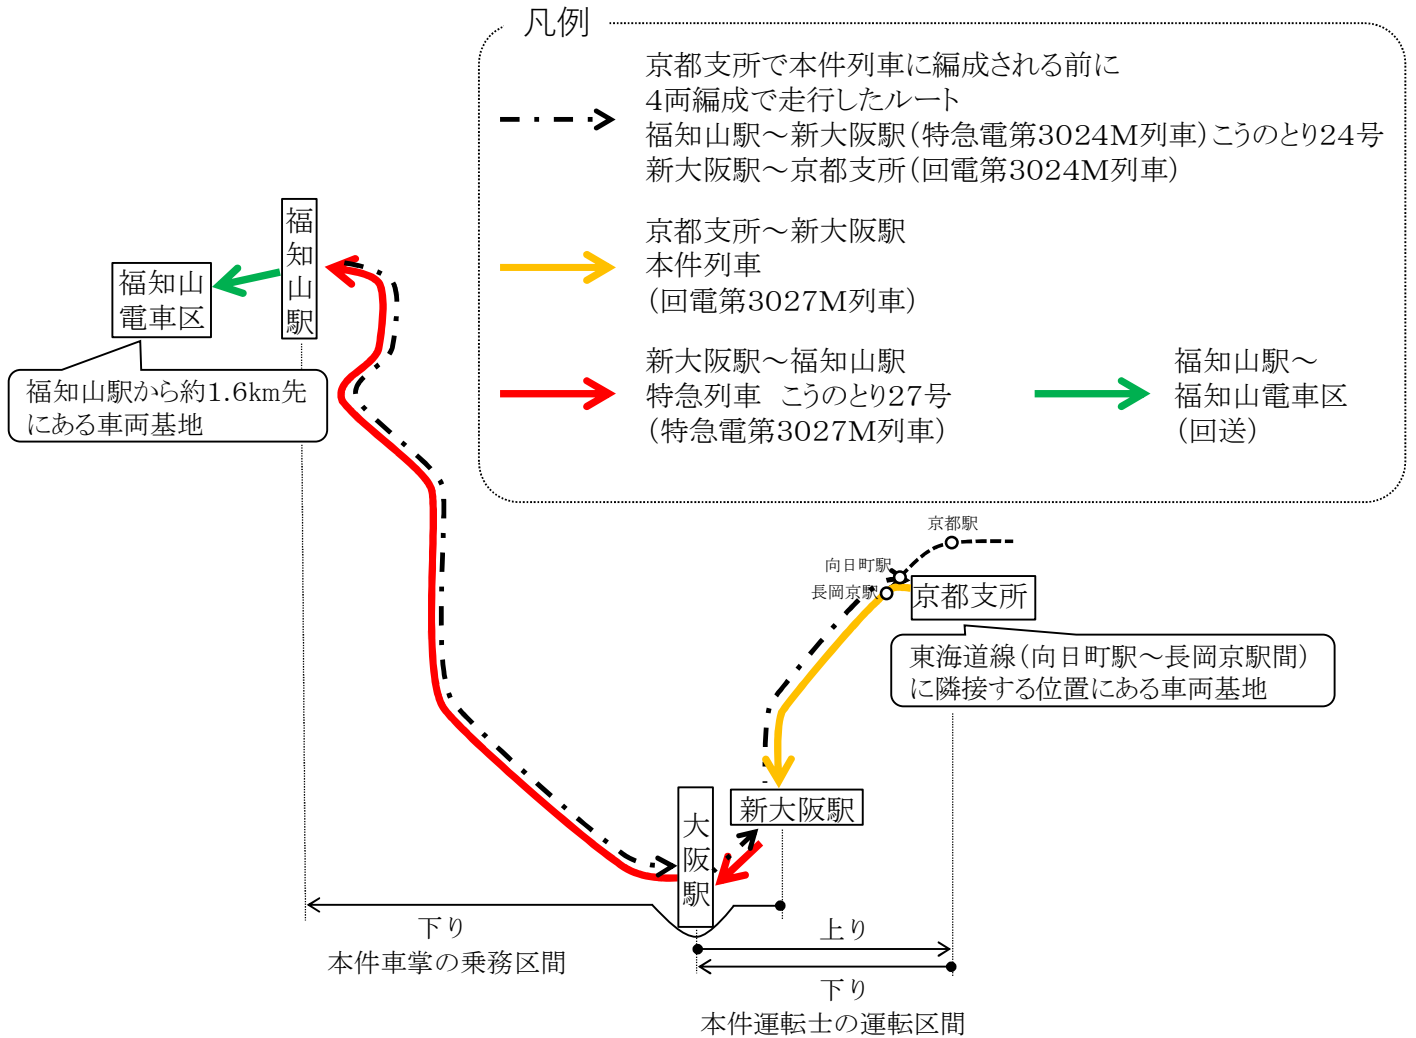 凡例
京都支所で本件列車に編成される前に
4両編成で走行したルート
福知山駅～新大阪駅（特急電第3024M列車）こうのとり24号
新大阪駅～京都支所（回電第3024M列車）
京都支所～新大阪駅
本件列車
（回電第3027M列車）
新大阪駅～福知山駅
特急列車　こうのとり27号
（特急電第3027M列車）
福知山駅～
福知山電車区
（回送）
福知山駅
福知山
電車区
福知山駅から約1.6km先
にある車両基地
京都駅
向日町駅
長岡京駅
京都支所
東海道線（向日町駅～長岡京駅間）
に隣接する位置にある車両基地
新大阪駅
大阪駅
下り
本件車掌の乗務区間
上り
下り
本件運転士の運転区間